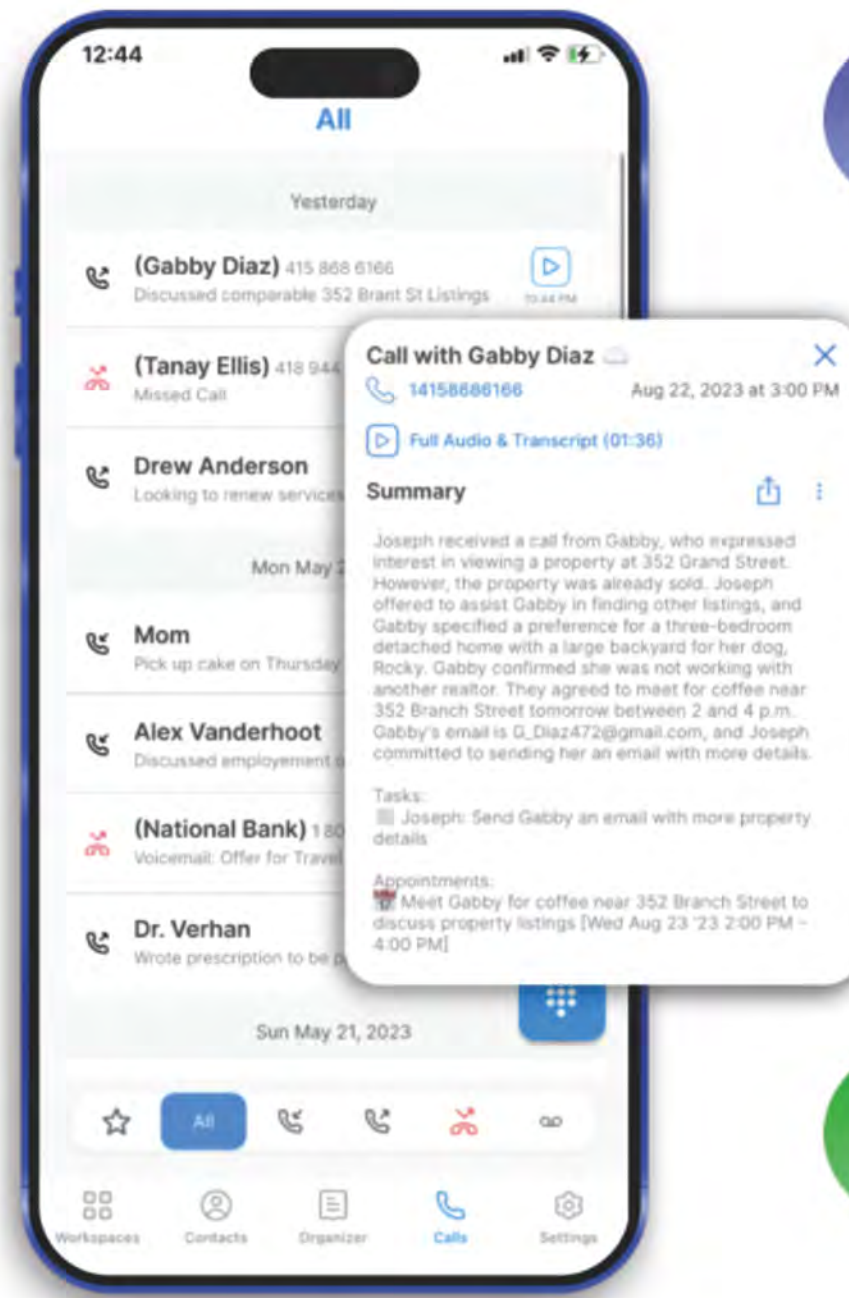 12:44
All
Yesterday
(Gabby Diaz) 415 868 6166
Discussed comparable 352 Brant St Listings
10:44 PM
(Tanay Ellis) 418 944
Missed Call
Drew Anderson
Looking to renew services
Mon May 2
Mom
Pick up cake on Thursday
Alex Vanderhoot
Discussed employement
(National Bank) 1 80
Voicemail: Offer for Travel
Dr. Verhan
Wrote prescription to be p
Sun May 21, 2023
All
Workspaces
Contacts
Organizer
Calls
Settings
Call with Gabby Diaz
14158686166
Aug 22, 2023 at 3:00 PM
Full Audio & Transcript (01:36)
Summary
Joseph received a call from Gabby, who expressed
interest in viewing a property at 352 Grand Street.
However, the property was already sold. Joseph
offered to assist Gabby in finding other listings, and
Gabby specified a preference for a three-bedroom
detached home with a large backyard for her dog,
Rocky. Gabby confirmed she was not working with
another realtor. They agreed to meet for coffee near
352 Branch Street tomorrow between 2 and 4 p.m.
Gabby's email is G_Diaz472@gmail.com, and Joseph
committed to sending her an email with more details.
Tasks:
Joseph: Send Gabby an email with more property
details
Appointments:
Meet Gabby for coffee near 352 Branch Street to
discuss property listings [Wed Aug 23 '23 2:00 PM –
4:00 PM]